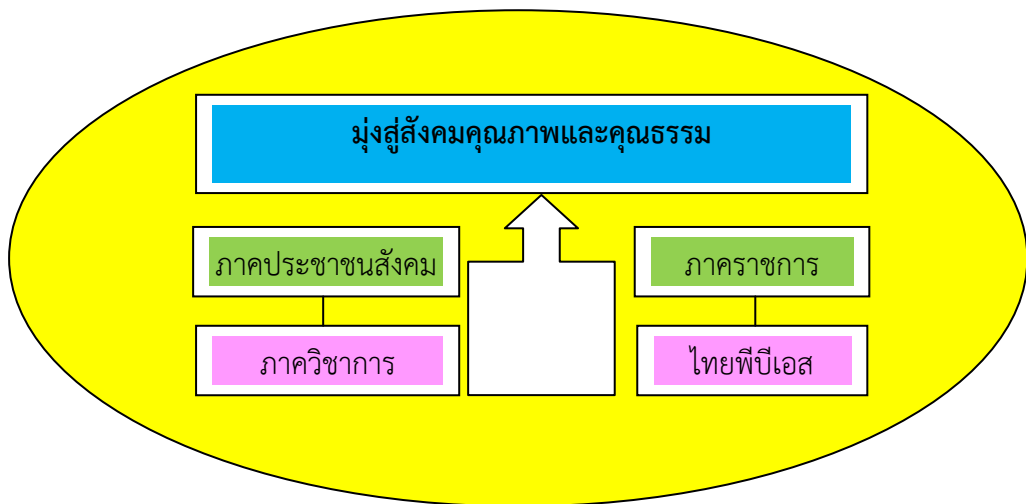 มุ่งสู่สังคมคุณภาพและคุณธรรม
ภาคประชาชนสังคม
ภาคราชการ
ภาควิชาการ
ไทยพีบีเอส